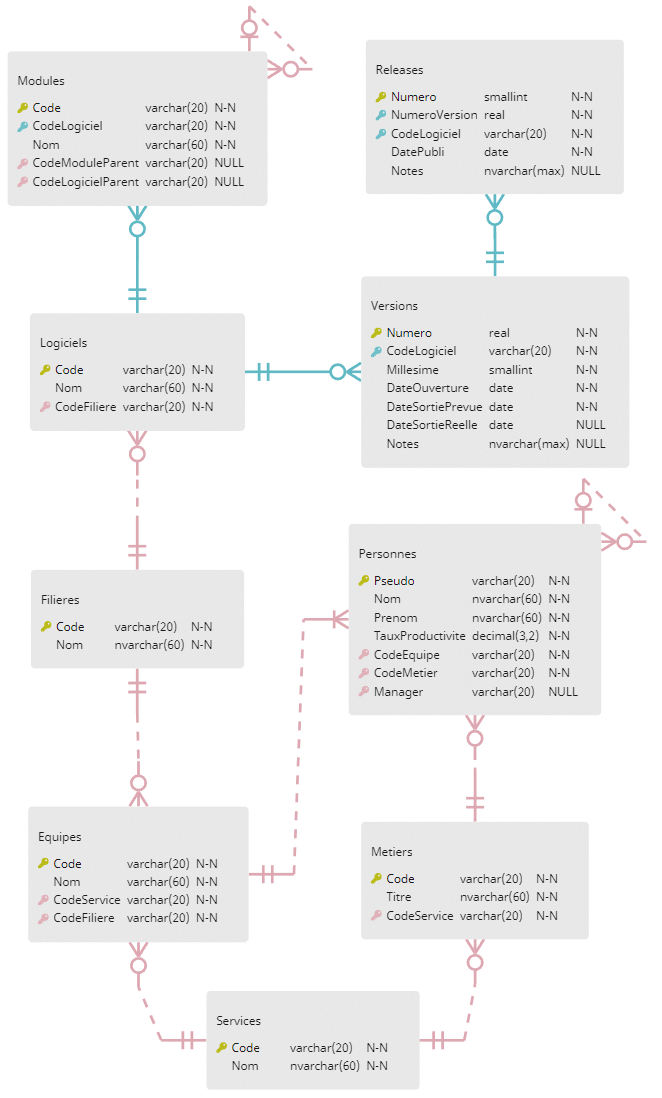 Modules
Code varchar(20) N-N
CodeLogiciel varchar(20) N-N
Nom varchar(60) N-N
CodeModuleParent varchar(20) NULL
CodeLogicielParent varchar(20) NULL
Releases
Numero smallint N-N
NumeroVersion real N-N
CodeLogiciel varchar(20) N-N
DatePubli date N-N
Notes nvarchar(max) NULL
Logiciels
Code varchar(20) N-N
Nom varchar(60) N-N
CodeFiliere varchar(20) N-N
Versions
Numero real N-N
CodeLogiciel varchar(20) N-N
Millesime smallint N-N
DateOuverture date N-N
DateSortiePrevue date N-N
DateSortieReelle date NULL
Notes nvarchar(max) NULL
Filieres
Code varchar(20) N-N
Nom nvarchar(60) N-N
Personnes
Pseudo varchar(20) N-N
Nom nvarchar(60) N-N
Prenom nvarchar(60) N-N
TauxProductivite decimal(3,2) N-N
CodeEquipe varchar(20) N-N
CodeMetier varchar(20) N-N
Manager varchar(20) NULL
Equipes
Code varchar(20) N-N
Nom varchar(60) N-N
CodeService varchar(20) N-N
CodeFiliere varchar(20) N-N
Metiers
Code varchar(20) N-N
Titre nvarchar(60) N-N
CodeService varchar(20) N-N
Services
Code varchar(20) N-N
Nom nvarchar(60) N-N